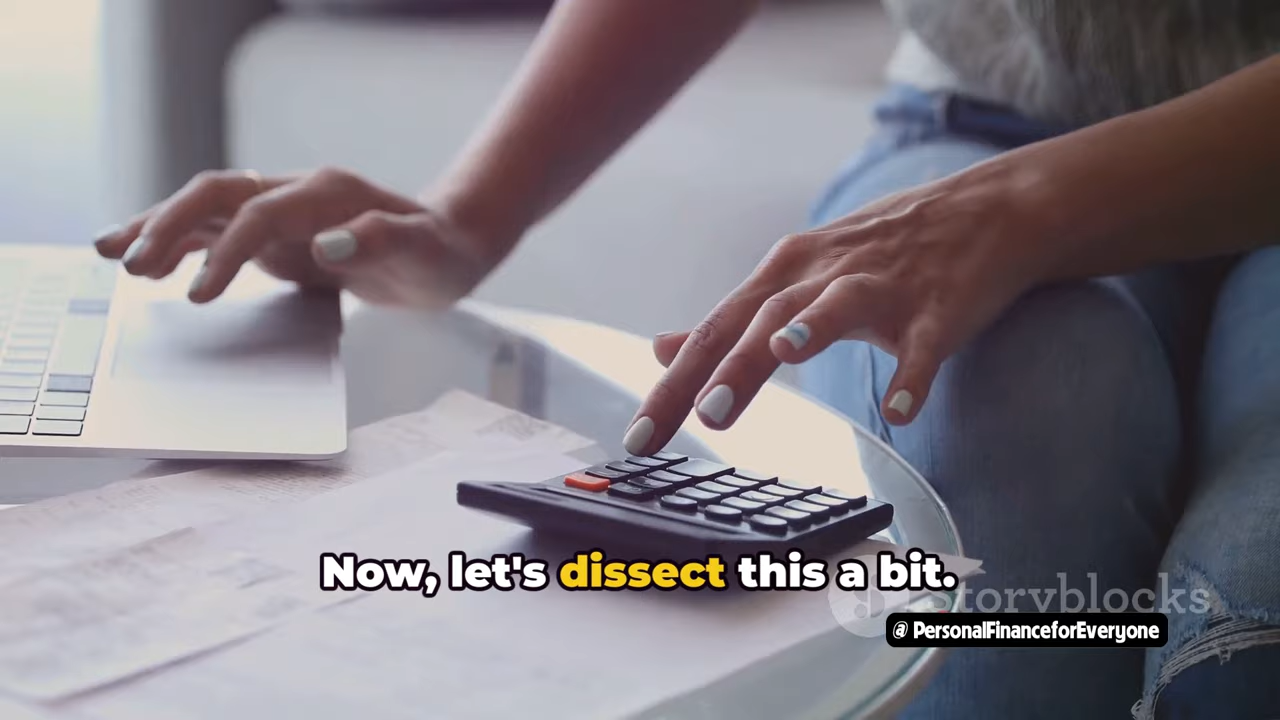 Now, let's dissect this a bit.
Storyblocks
@ PersonalFinanceforEveryone